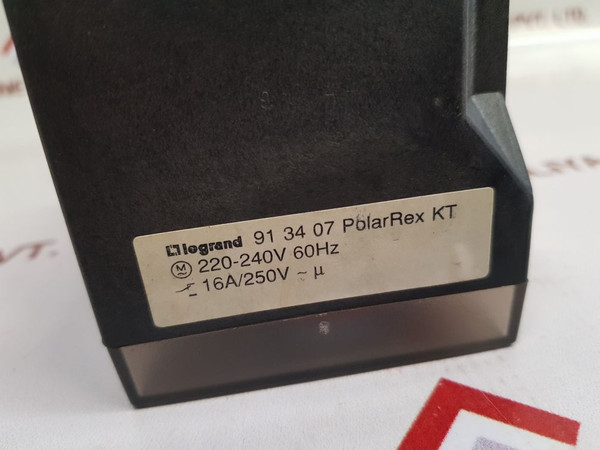 legrand 91 34 07 PolarRex KT
M 220-240V 60Hz
16A/250V ~ µ